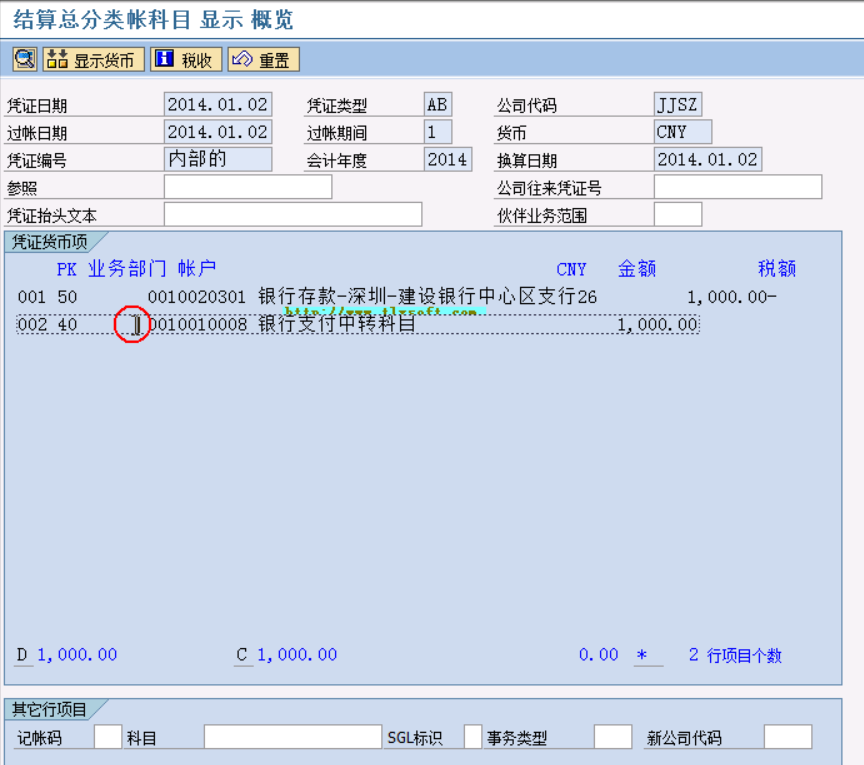 结算总分类帐科目 显示 概览
显示货币 税收 重置
凭证日期 2014.01.02 凭证类型 AB 公司代码 JJSZ
过帐日期 2014.01.02 过帐期间 1 货币 CNY
凭证编号 内部的 会计年度 2014 换算日期 2014.01.02
参照 公司往来凭证号
凭证抬头文本 伙伴业务范围
凭证货币项
PK 业务部门 帐户 CNY 金额 税额
001 50 0010020301 银行存款-深圳-建设银行中心区支行26 1,000.00-
002 40 0010010008 银行支付中转科目 1,000.00
D 1,000.00 C 1,000.00 0.00 * 2 行项目个数
其它行项目
记帐码 科目 SGL标识 事务类型 新公司代码